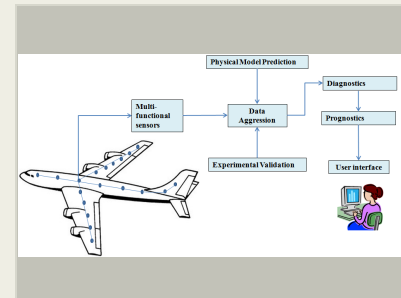 Physical Model Prediction
Multi-
functional
sensors
Data
Aggression
Diagnostics
Prognostics
Experimental Validation
User interface